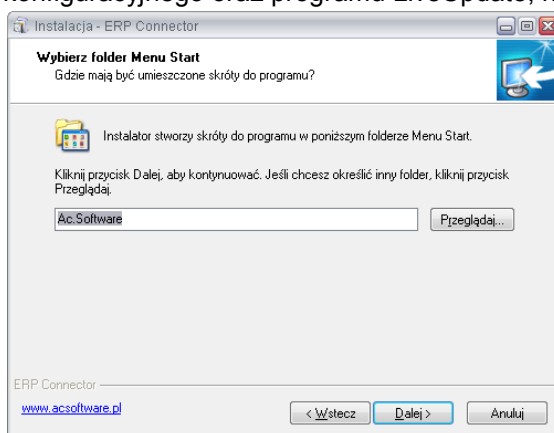 Instalacja - ERP Connector
Wybierz folder Menu Start
Gdzie mają być umieszczone skróty do programu?
Instalator stworzy skróty do programu w poniższym folderze Menu Start.
Kliknij przycisk Dalej, aby kontynuować. Jeśli chcesz określić inny folder, kliknij przycisk
Przeglądaj.
Ac.Software
Przeglądaj...
ERP Connector
www.acsoftware.pl
< Wstecz
Dalej >
Anuluj